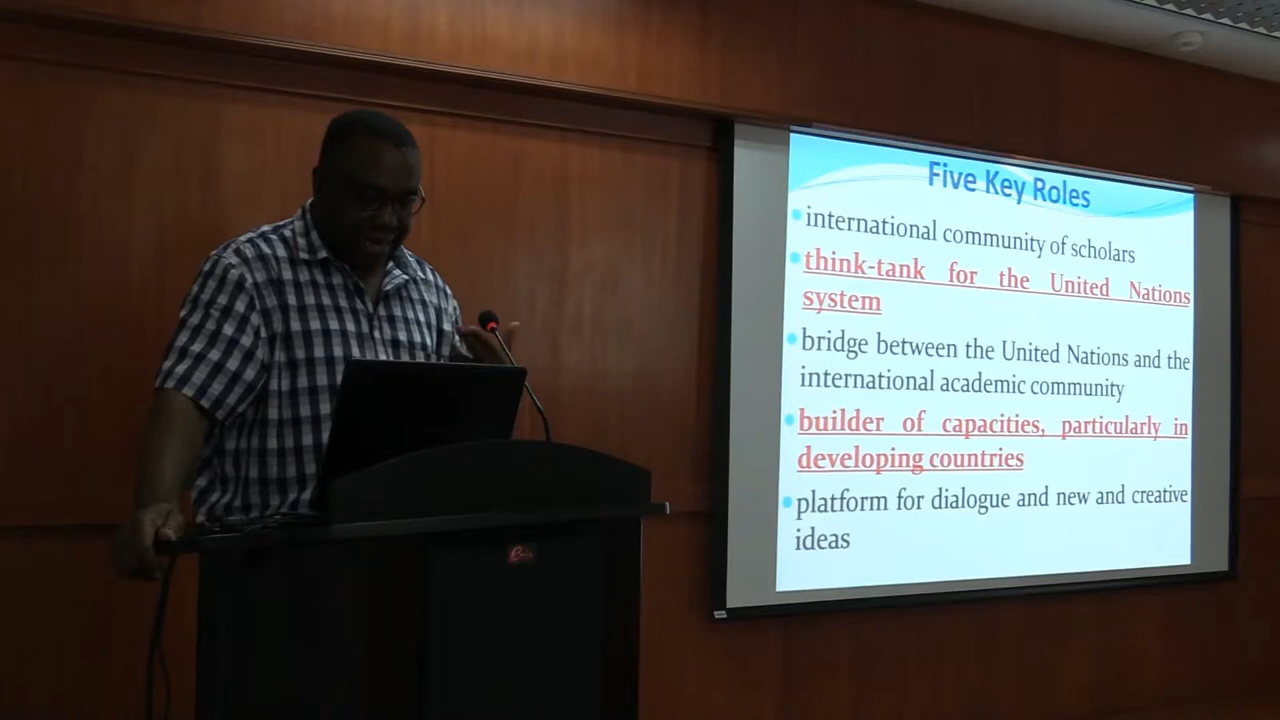 Five Key Roles
international community of scholars
think-tank for the United Nations
system
bridge between the United Nations and the
international academic community
builder of capacities, particularly in
developing countries
platform for dialogue and new and creative
ideas